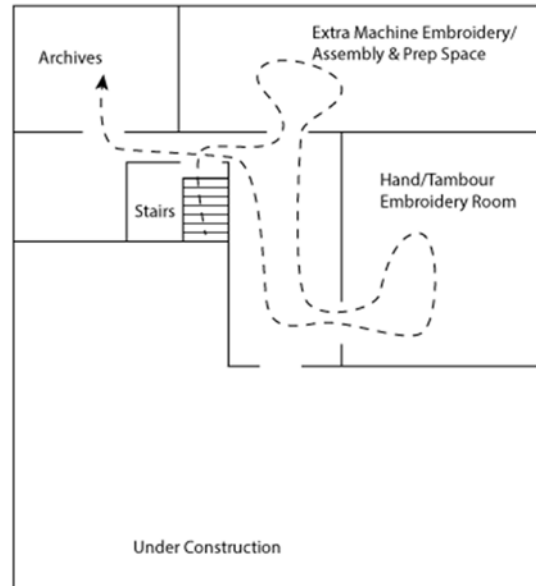 Archives
Extra Machine Embroidery/
Assembly & Prep Space
Stairs
Hand/Tambour
Embroidery Room
Under Construction